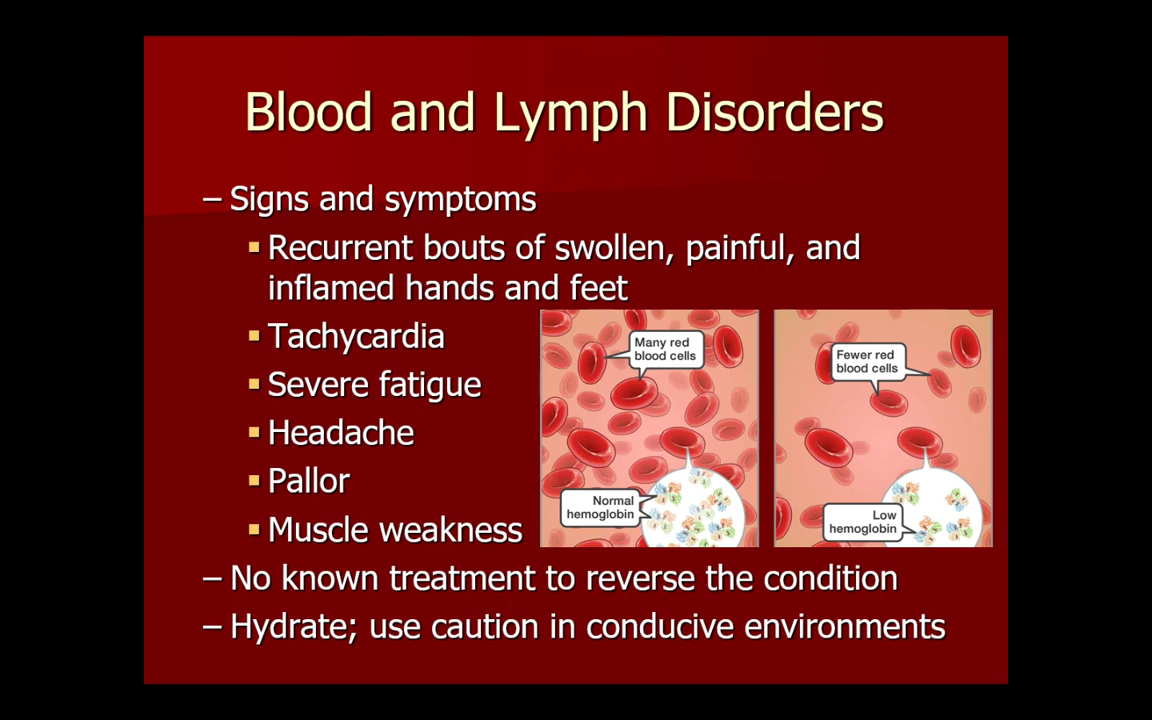 Blood and Lymph Disorders
– Signs and symptoms
▪ Recurrent bouts of swollen, painful, and
inflamed hands and feet
▪ Tachycardia
▪ Severe fatigue
▪ Headache
▪ Pallor
▪ Muscle weakness
Many red
blood cells
Normal
hemoglobin
Fewer red
blood cells
Low
hemoglobin
– No known treatment to reverse the condition
– Hydrate; use caution in conducive environments